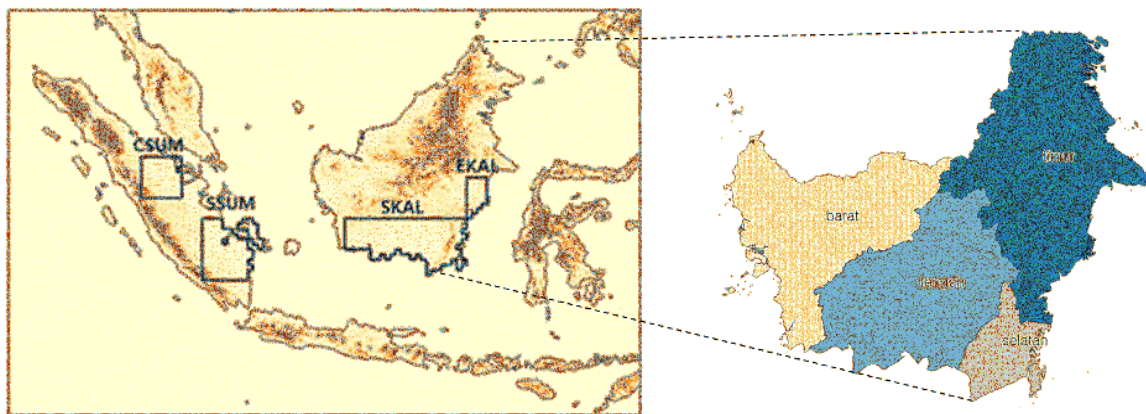 CSUM
EKAL
SSUM
SKAL
timur
barat
tengah
selatan